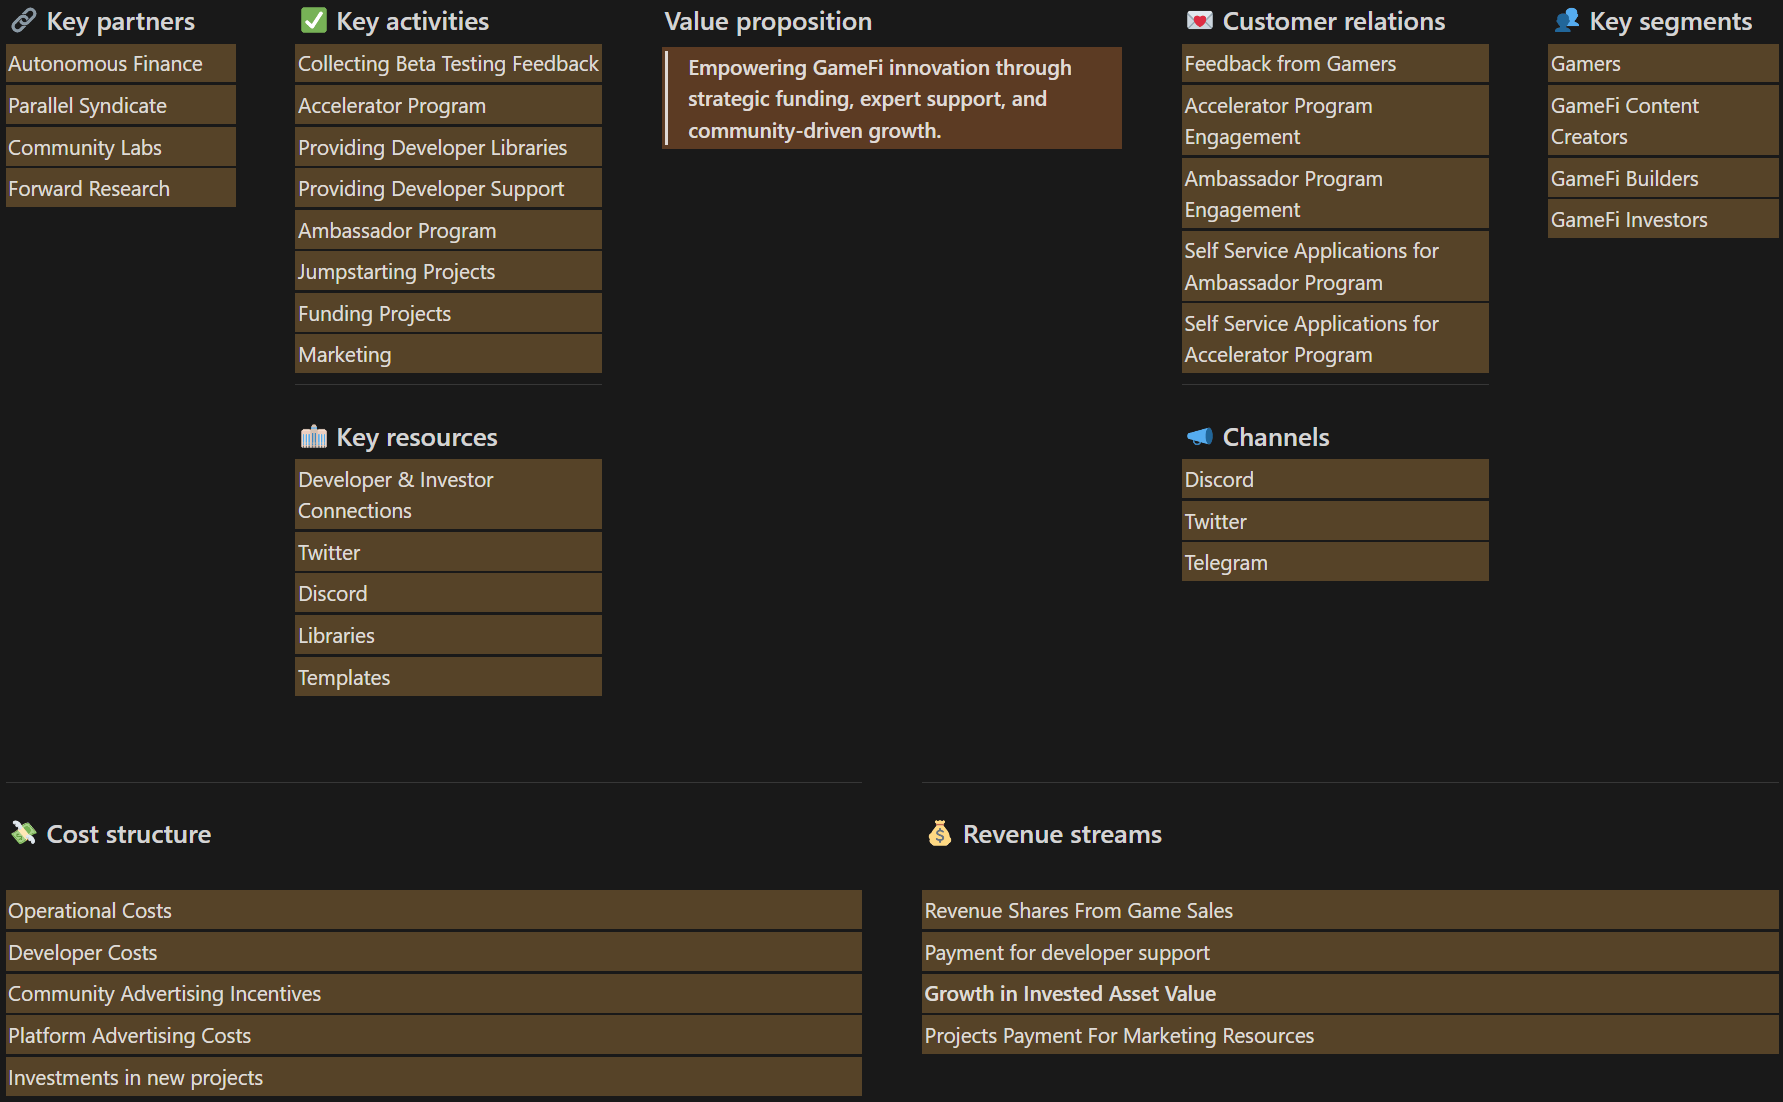 Key partners
Autonomous Finance
Parallel Syndicate
Community Labs
Forward Research
Key activities
Collecting Beta Testing Feedback
Accelerator Program
Providing Developer Libraries
Providing Developer Support
Ambassador Program
Jumpstarting Projects
Funding Projects
Marketing
Key resources
Developer & Investor
Connections
Twitter
Discord
Libraries
Templates
Value proposition
Empowering GameFi innovation through
strategic funding, expert support, and
community-driven growth.
Customer relations
Feedback from Gamers
Accelerator Program
Engagement
Ambassador Program
Engagement
Self Service Applications for
Ambassador Program
Self Service Applications for
Accelerator Program
Channels
Discord
Twitter
Telegram
Key segments
Gamers
GameFi Content
Creators
GameFi Builders
GameFi Investors
Cost structure
Operational Costs
Developer Costs
Community Advertising Incentives
Platform Advertising Costs
Investments in new projects
Revenue streams
Revenue Shares From Game Sales
Payment for developer support
Growth in Invested Asset Value
Projects Payment For Marketing Resources